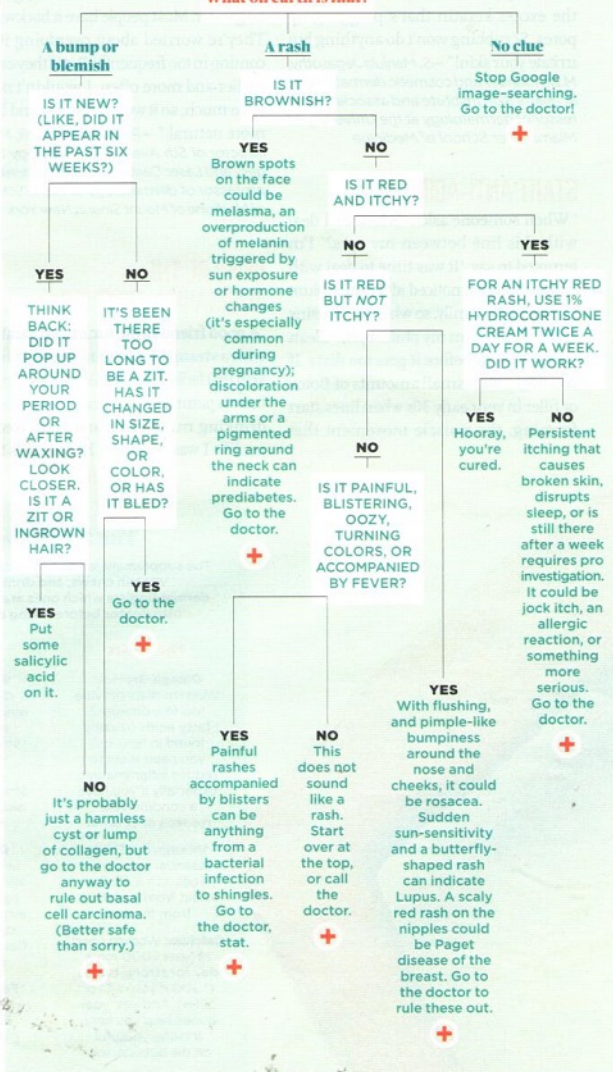 What on earth is that?
A bump or
blemish
IS IT NEW?
(LIKE, DID IT
APPEAR IN
THE PAST SIX
WEEKS?)
YES
THINK
BACK:
DID IT
POP UP
AROUND
YOUR
PERIOD
OR
AFTER
WAXING?
LOOK
CLOSER.
IS IT A
ZIT OR
INGROWN
HAIR?
YES
Put
some
salicylic
acid
on it.
NO
IT'S BEEN
THERE
TOO
LONG TO
BE A ZIT.
HAS IT
CHANGED
IN SIZE,
SHAPE,
OR
COLOR,
OR HAS
IT BLED?
YES
Go to the
doctor.
NO
It's probably
just a harmless
cyst or lump
of collagen, but
go to the doctor
anyway to
rule out basal
cell carcinoma.
(Better safe
than sorry.)
A rash
IS IT
BROWNISH?
YES
Brown spots
on the face
could be
melasma, an
overproduction
of melanin
triggered by
sun exposure
or hormone
changes
(it's especially
common
during
pregnancy);
discoloration
under the
arms or a
pigmented
ring around
the neck can
indicate
prediabetes.
Go to the
doctor.
NO
IS IT RED
AND ITCHY?
NO
IS IT RED
BUT NOT
ITCHY?
NO
IS IT PAINFUL,
BLISTERING,
OOZY,
TURNING
COLORS, OR
ACCOMPANIED
BY FEVER?
YES
Painful
rashes
accompanied
by blisters
can be
anything
from a
bacterial
infection
to shingles.
Go to
the doctor,
stat.
NO
This
does not
sound
like a
rash.
Start
over at
the top,
or call
the
doctor.
YES
With flushing,
and pimple-like
bumpiness
around the
nose and
cheeks, it could
be rosacea.
Sudden
sun-sensitivity
and a butterfly-
shaped rash
can indicate
Lupus. A scaly
red rash on the
nipples could
be Paget
disease of the
breast. Go to
the doctor to
rule these out.
YES
FOR AN ITCHY RED
RASH, USE 1%
HYDROCORTISONE
CREAM TWICE A
DAY FOR A WEEK.
DID IT WORK?
YES
Hooray,
you're
cured.
NO
Persistent
itching that
causes
broken skin,
disrupts
sleep, or is
still there
after a week
requires pro
investigation.
It could be
jock itch, an
allergic
reaction, or
something
more
serious.
Go to the
doctor.
No clue
Stop Google
image-searching.
Go to the doctor!